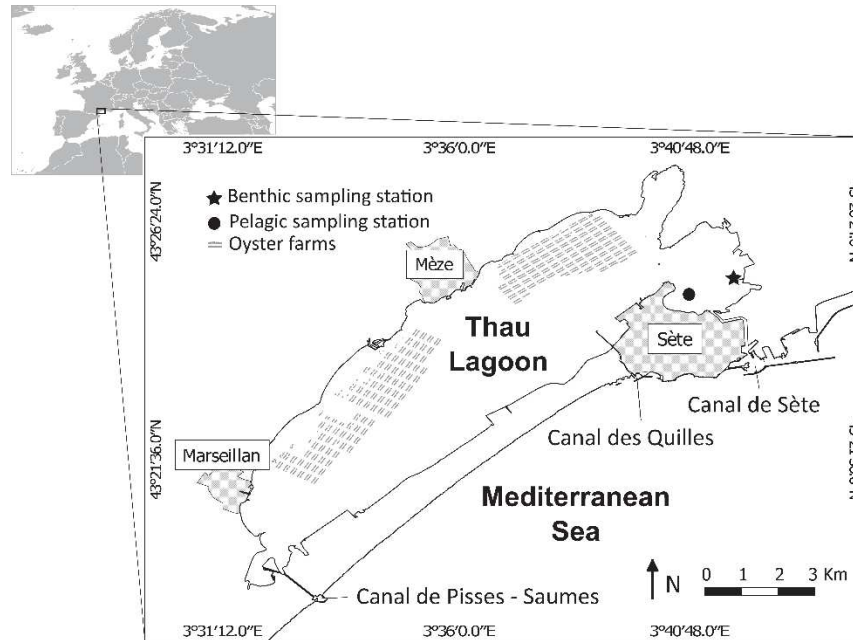 3°31'12.0"E 3°36'0.0"E 3°40'48.0"E
43°26'24.0"N
Benthic sampling station
Pelagic sampling station
Oyster farms
Mèze
Thau
Lagoon
Sète
Canal de Sète
Canal des Quilles
Marseillan
43°21'36.0"N
Mediterranean
Sea
N
0 1 2 3 Km
Canal de Pisses - Saumes
3°31'12.0"E 3°36'0.0"E 3°40'48.0"E